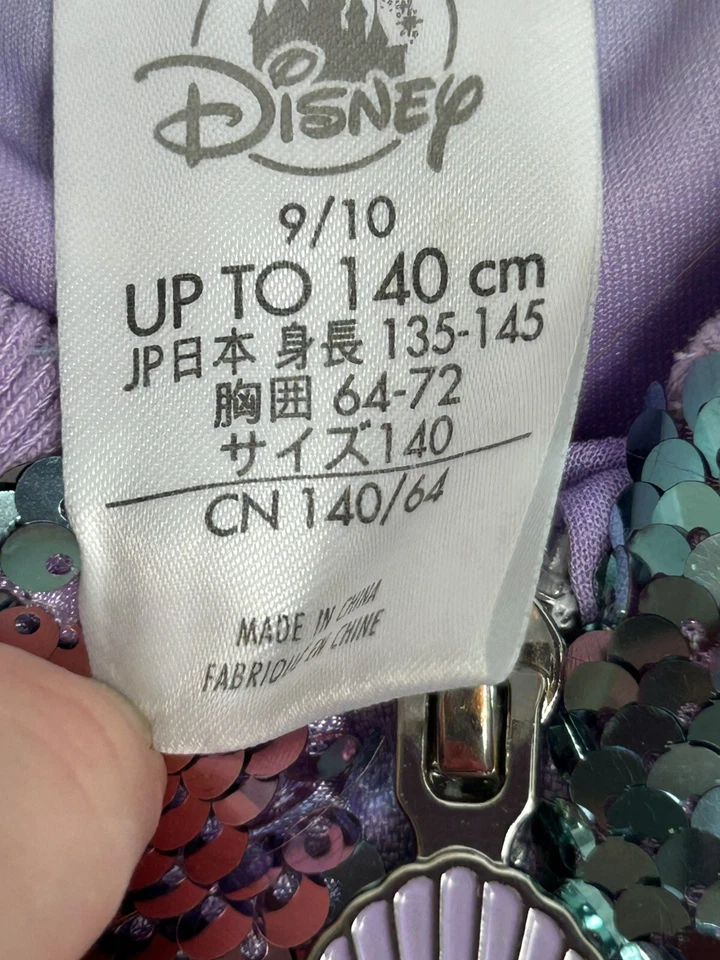 Disney
9/10
UP TO 140 cm
JP日本 身長 135-145
胸囲 64-72
サイズ140
CN 140/64
MADE IN CHINA
FABRIQUÉ EN CHINE